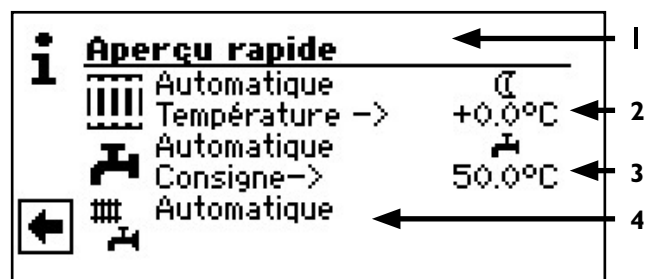 Aperçu rapide 1
Automatique
Température -> +0.0°C 2
Automatique
Consigne-> 50.0°C 3
Automatique 4